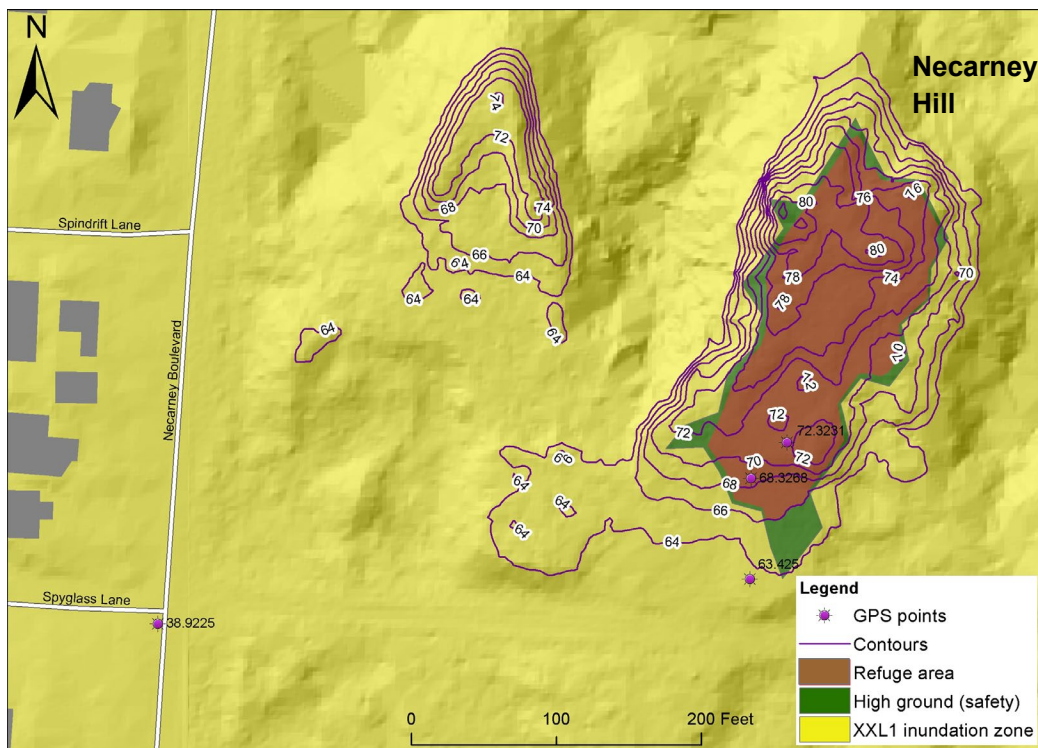 N
Necarney
Hill
74
72
68
74
70
66
64
64
64
64
64
64
80
76
76
80
78
74
70
78
70
72
72
72
72.3231
70
72
68.3268
68
66
66
64
64
64
64
63.425
Spindrift Lane
Necarney Boulevard
Spyglass Lane
38.9225
0 100 200 Feet
Legend
GPS points
Contours
Refuge area
High ground (safety)
XXL1 inundation zone